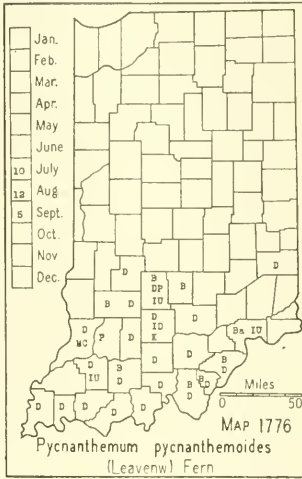 Jan.
Feb.
Mar.
Apr.
May
June
10 July
12 Aug
5 Sept.
Oct.
Nov
Dec.
D
D
B
DP
IU
B
B D
D
ID
K
D
MC
P
D
Ba IU
D
B
D
D
IU
B
D
D
B
D
B
D
D
D
D
D
D
D
Miles
0 50
MAP 1776
Pycnanthemum pycnanthemoides
(Leavenw) Fern